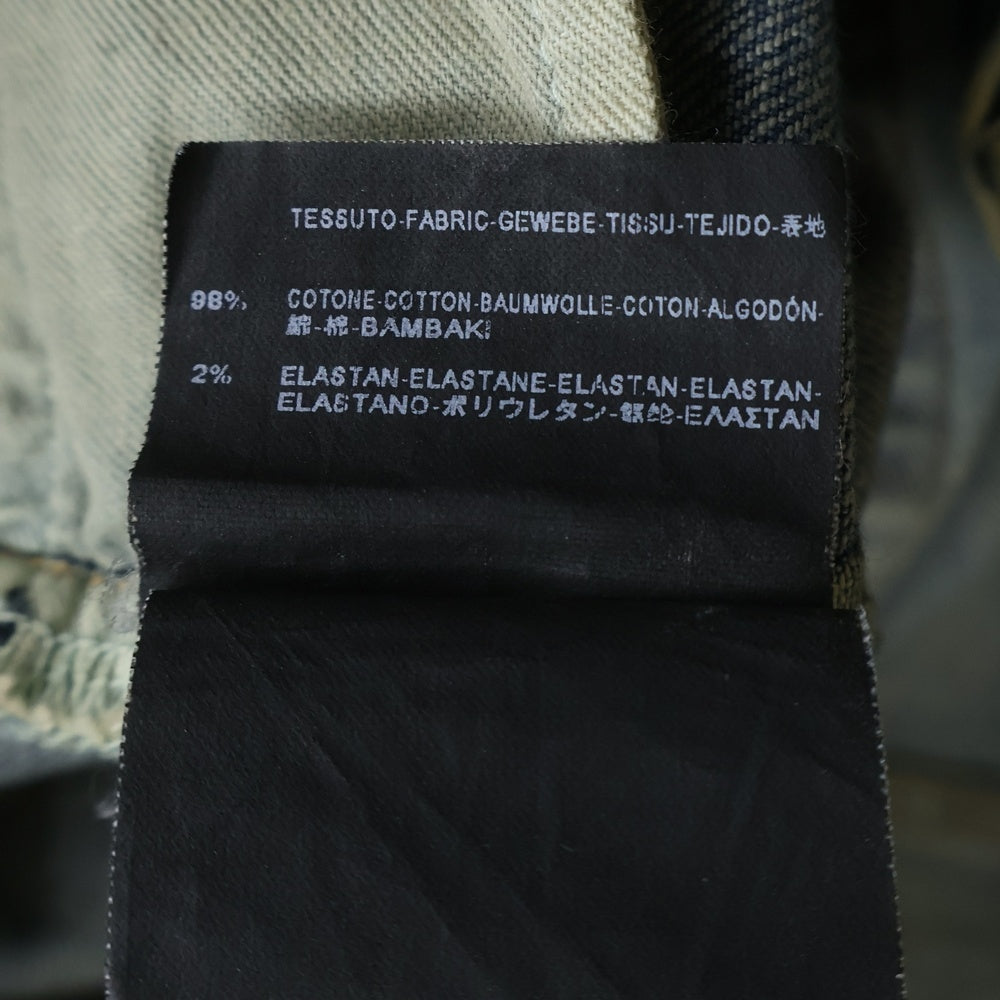 TESSUTO-FABRIC-GEWEBE-TISSU-TEJIDO-表地
98% COTONE-COTTON-BAUMWOLLE-COTON-ALGODÓN-
綿-棉-BAMBAKI
2% ELASTAN-ELASTANE-ELASTAN-ELASTAN-
ELASTANO-ポリウレタン-氨纶-ΕΛΑΣΤΑΝ